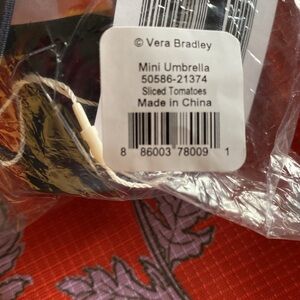 © Vera Bradley
Mini Umbrella
50586-21374
Sliced Tomatoes
Made in China
8 86003 78009 1